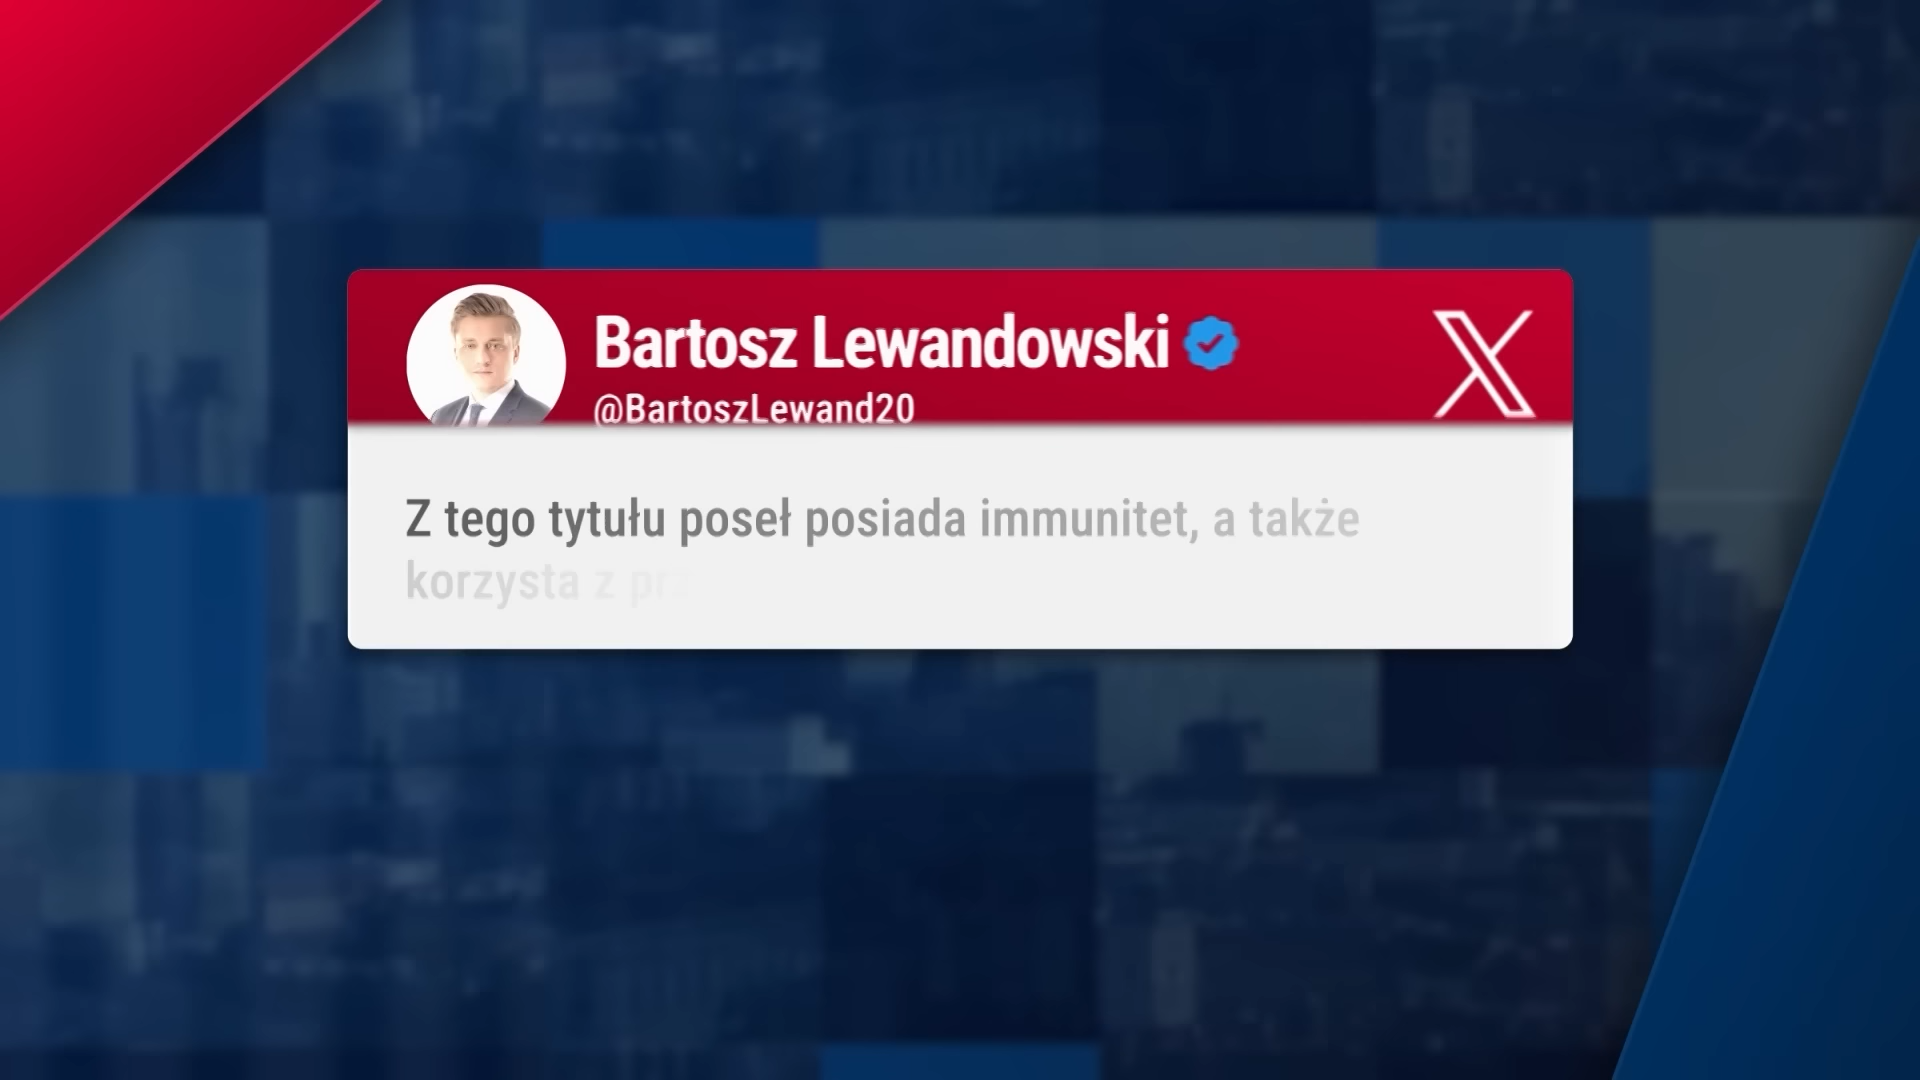 Bartosz Lewandowski
@BartoszLewand20
Z tego tytułu poseł posiada immunitet, a także
korzysta z